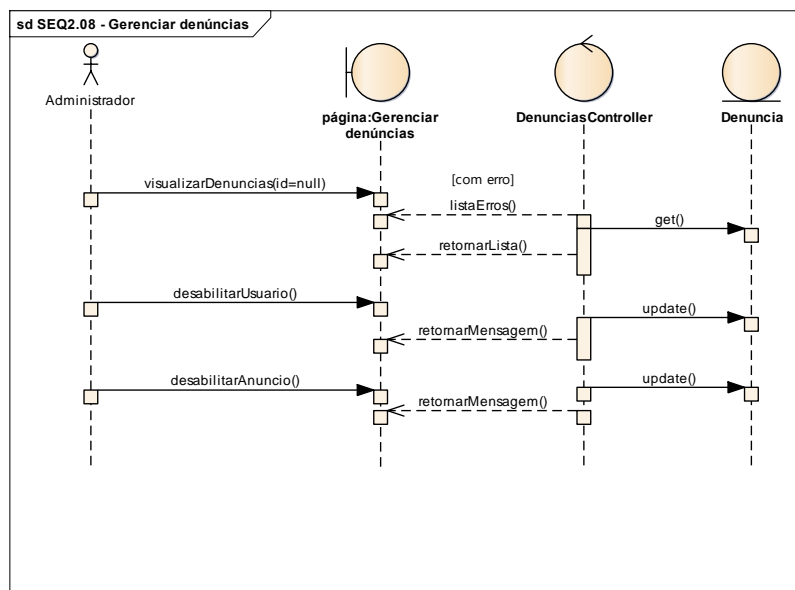 sd SEQ2.08 - Gerenciar denúncias
Administrador
página:Gerenciar
denúncias
DenunciasController
Denuncia
visualizarDenuncias(id=null)
[com erro]
listaErros()
get()
retornarLista()
desabilitarUsuario()
update()
retornarMensagem()
desabilitarAnuncio()
update()
retornarMensagem()